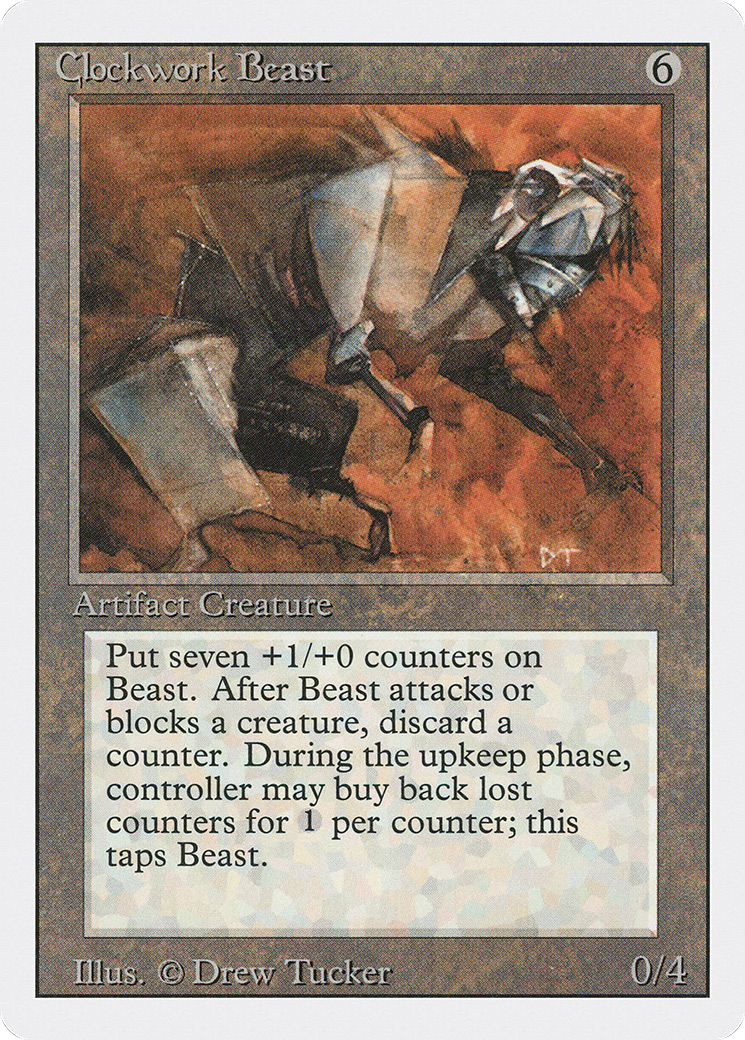 Clockwork Beast
6
DVT
Artifact Creature
Put seven +1/+0 counters on
Beast. After Beast attacks or
blocks a creature, discard a
counter. During the upkeep phase,
controller may buy back lost
counters for 1 per counter; this
taps Beast.
Illus. © Drew Tucker
0/4